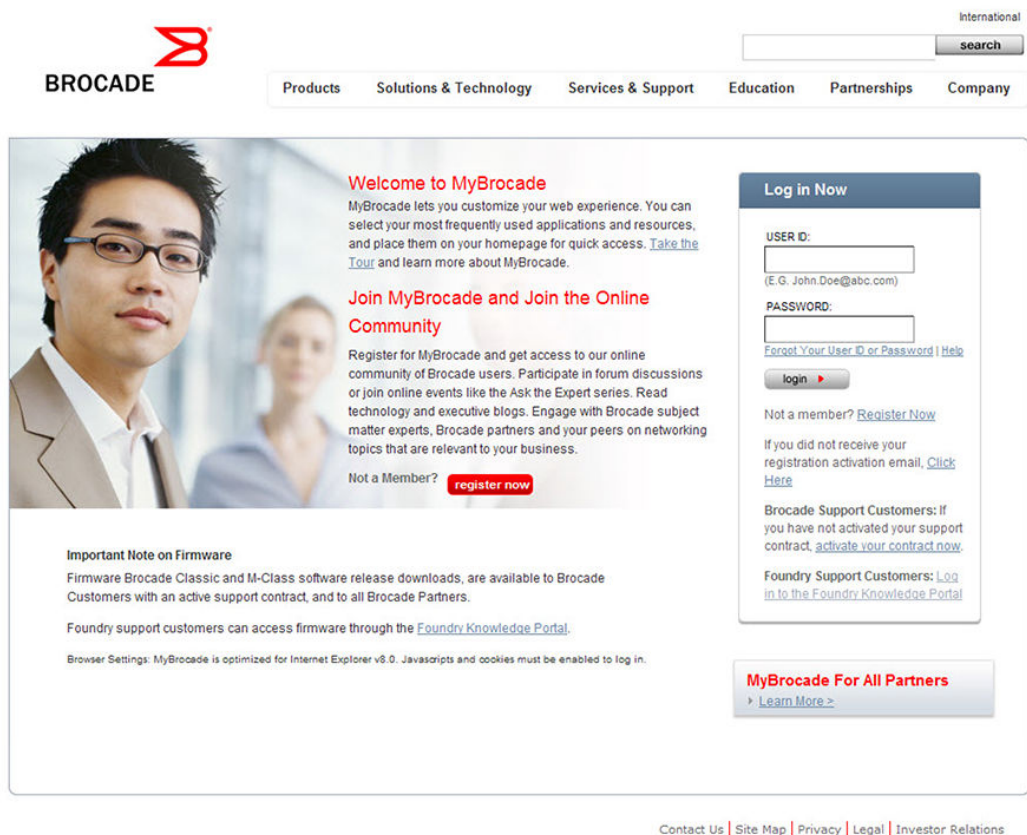 International
search
BROCADE
Products Solutions & Technology Services & Support Education Partnerships Company
Welcome to MyBrocade
MyBrocade lets you customize your web experience. You can
select your most frequently used applications and resources,
and place them on your homepage for quick access. Take the
Tour and learn more about MyBrocade.
Join MyBrocade and Join the Online
Community
Register for MyBrocade and get access to our online
community of Brocade users. Participate in forum discussions
or join online events like the Ask the Expert series. Read
technology and executive blogs. Engage with Brocade subject
matter experts, Brocade partners and your peers on networking
topics that are relevant to your business.
Not a Member? register now
Log in Now
USER ID:
(E.G. John.Doe@abc.com)
PASSWORD:
Forgot Your User ID or Password | Help
login
Not a member? Register Now
If you did not receive your
registration activation email, Click
Here
Brocade Support Customers: If
you have not activated your support
contract, activate your contract now.
Foundry Support Customers: Log
in to the Foundry Knowledge Portal
Important Note on Firmware
Firmware Brocade Classic and M-Class software release downloads, are available to Brocade
Customers with an active support contract, and to all Brocade Partners.
Foundry support customers can access firmware through the Foundry Knowledge Portal.
Browser Settings: MyBrocade is optimized for Internet Explorer v8.0. Javascripts and cookies must be enabled to log in.
MyBrocade For All Partners
Learn More >
Contact Us | Site Map | Privacy | Legal | Investor Relations